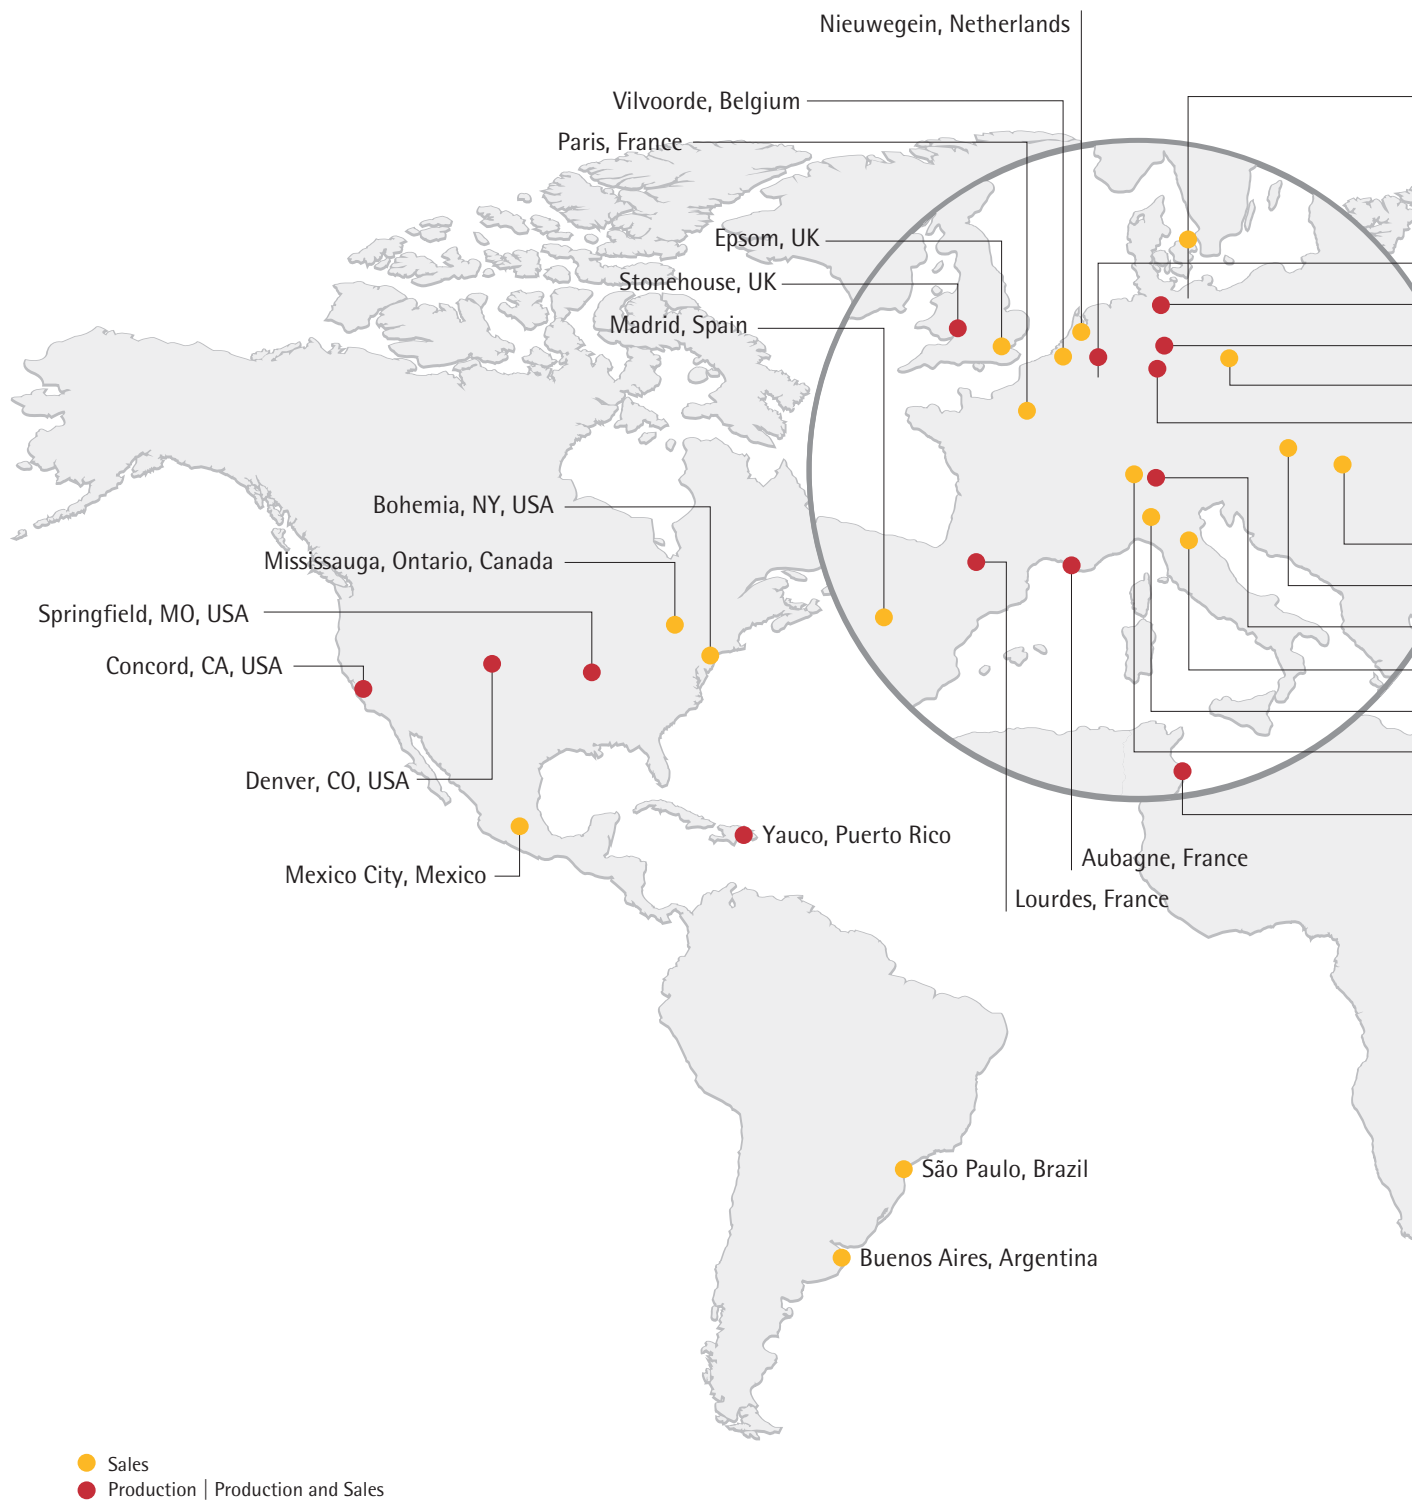 Nieuwegein, Netherlands
Vilvoorde, Belgium
Paris, France
Epsom, UK
Stonehouse, UK
Madrid, Spain
Bohemia, NY, USA
Mississauga, Ontario, Canada
Springfield, MO, USA
Concord, CA, USA
Denver, CO, USA
Yauco, Puerto Rico
Aubagne, France
Mexico City, Mexico
Lourdes, France
São Paulo, Brazil
Buenos Aires, Argentina
Sales
Production | Production and Sales